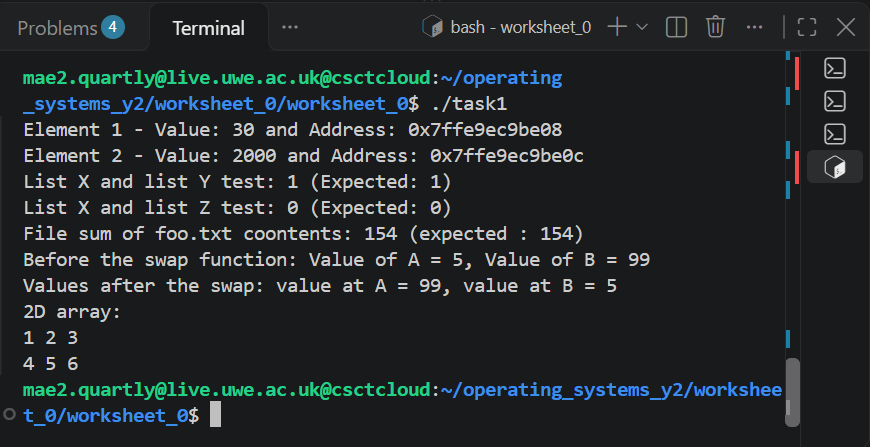 Problems 4 Terminal ··· bash - worksheet_0 ···
mae2.quartly@live.uwe.ac.uk@csctcloud:~/operating
_systems_y2/worksheet_0/worksheet_0$ ./task1
Element 1 - Value: 30 and Address: 0x7ffe9ec9be08
Element 2 - Value: 2000 and Address: 0x7ffe9ec9be0c
List X and list Y test: 1 (Expected: 1)
List X and list Z test: 0 (Expected: 0)
File sum of foo.txt coontents: 154 (expected : 154)
Before the swap function: Value of A = 5, Value of B = 99
Values after the swap: value at A = 99, value at B = 5
2D array:
1 2 3
4 5 6
mae2.quartly@live.uwe.ac.uk@csctcloud:~/operating_systems_y2/workshee
t_0/worksheet_0$